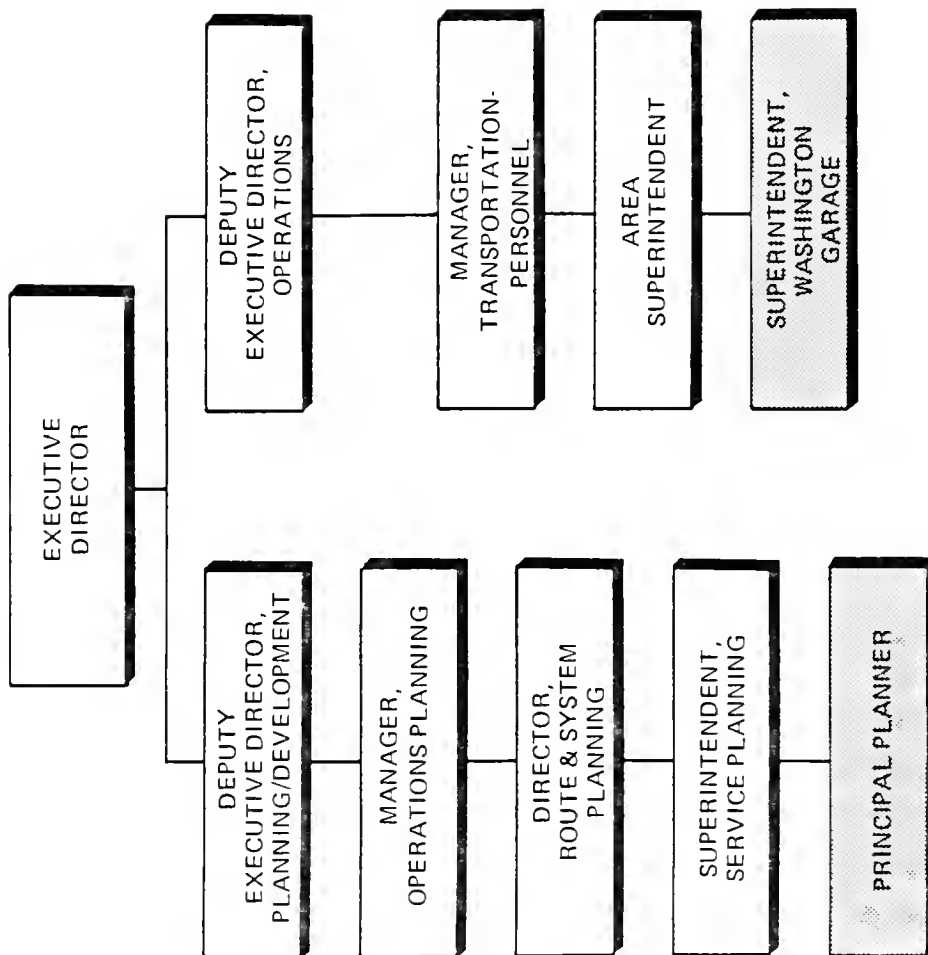 EXECUTIVE
DIRECTOR
DEPUTY
EXECUTIVE DIRECTOR,
PLANNING/DEVELOPMENT
MANAGER,
OPERATIONS PLANNING
DIRECTOR,
ROUTE & SYSTEM
PLANNING
SUPERINTENDENT,
SERVICE PLANNING
PRINCIPAL PLANNER
DEPUTY
EXECUTIVE DIRECTOR,
OPERATIONS
MANAGER,
TRANSPORTATION-
PERSONNEL
AREA
SUPERINTENDENT
SUPERINTENDENT,
WASHINGTON
GARAGE